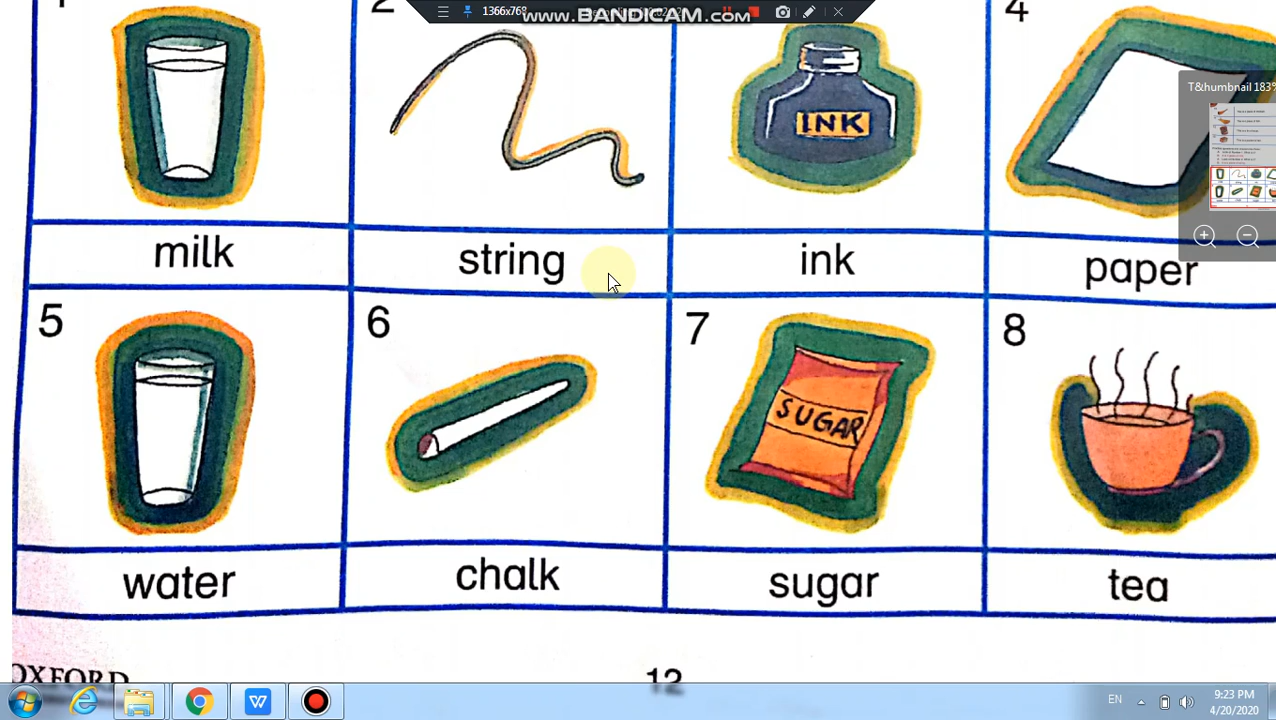 1366x768
www.BANDICAM.com
2
4
T&humbnail 183%
INK
milk
string
ink
paper
5
6
7
8
SUGAR
water
chalk
sugar
tea
OXFORD
12
EN
9:23 PM
4/20/2020